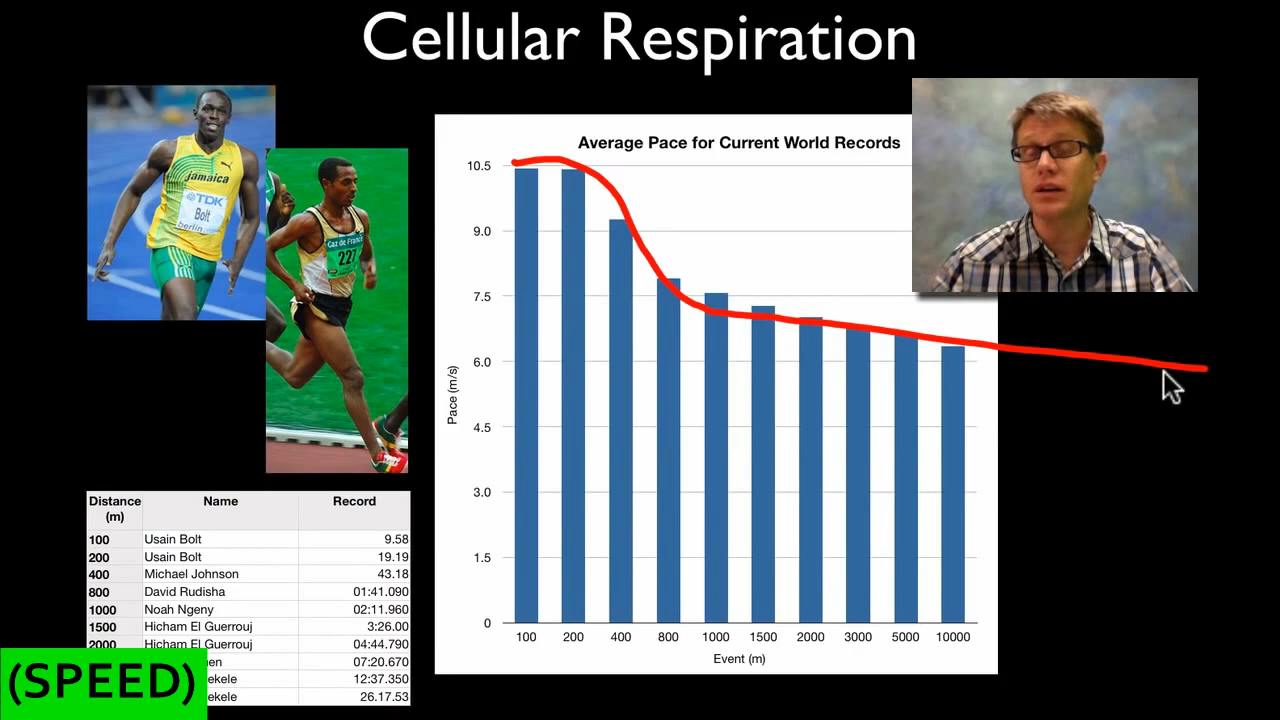 Cellular Respiration
Jamaica
TDK
Bolt
berlin
Gaz de France
227
Average Pace for Current World Records
10.5
9.0
7.5
6.0
4.5
3.0
1.5
0
Pace (m/s)
100 200 400 800 1000 1500 2000 3000 5000 10000
Event (m)
Distance (m) Name Record
100 Usain Bolt 9.58
200 Usain Bolt 19.19
400 Michael Johnson 43.18
800 David Rudisha 01:41.090
1000 Noah Ngeny 02:11.960
1500 Hicham El Guerrouj 3:26.00
2000 Hicham El Guerrouj 04:44.790
07:20.670
12:37.350
26.17.53
(SPEED)